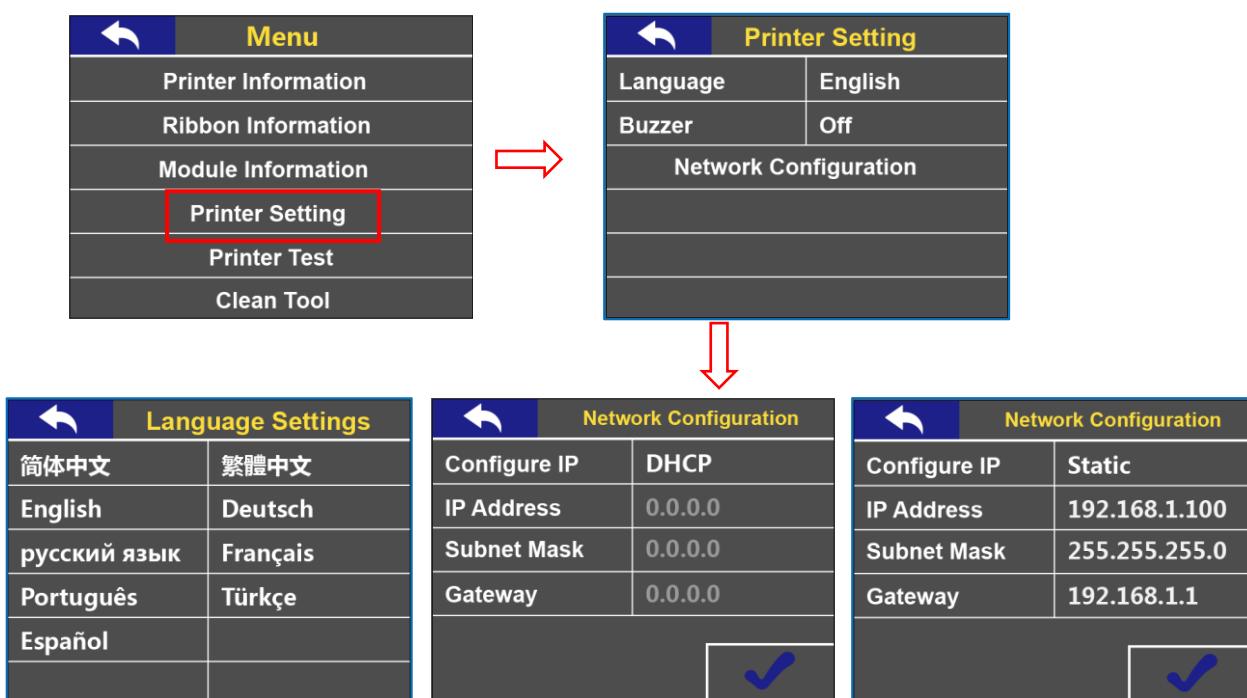 Menu
Printer Information
Ribbon Information
Module Information
Printer Setting
Printer Test
Clean Tool
Printer Setting
Language English
Buzzer Off
Network Configuration
Language Settings
简体中文 繁體中文
English Deutsch
русский язык Français
Português Türkçe
Español
Network Configuration
Configure IP DHCP
IP Address 0.0.0.0
Subnet Mask 0.0.0.0
Gateway 0.0.0.0
Network Configuration
Configure IP Static
IP Address 192.168.1.100
Subnet Mask 255.255.255.0
Gateway 192.168.1.1